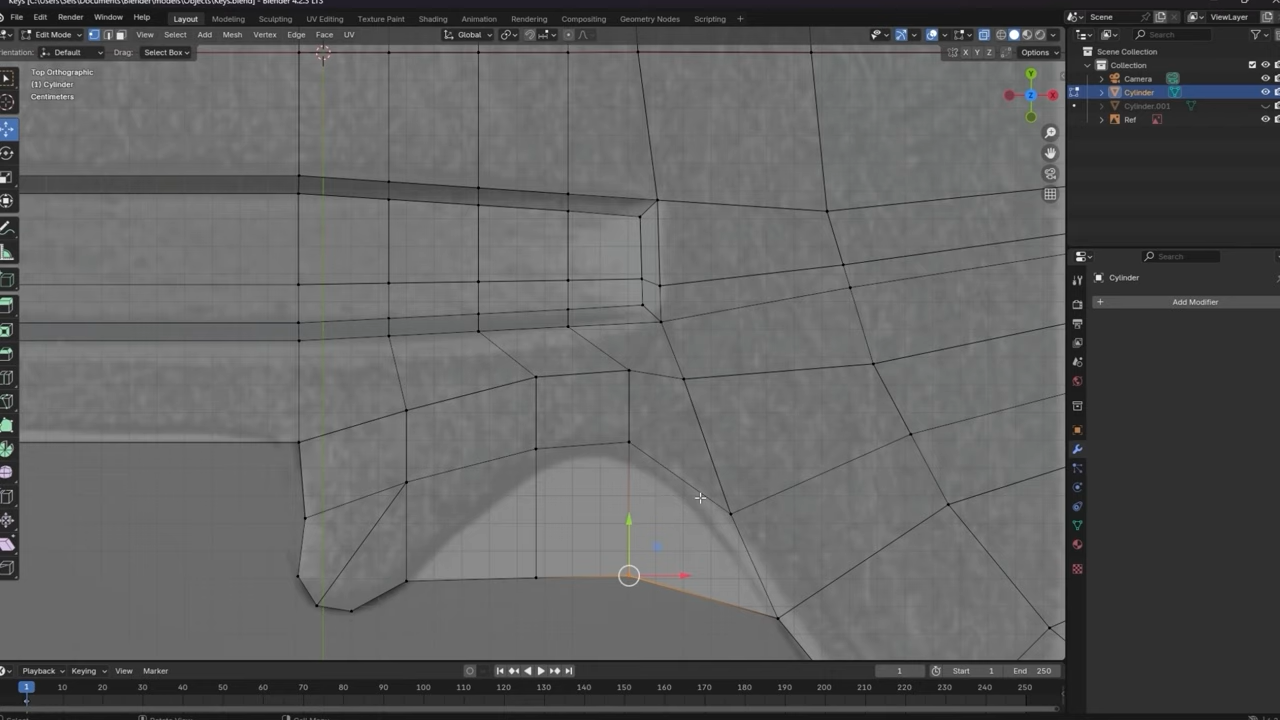 Keys [C:\Users\Seis\Documents\Blender\models\Objects\Keys.blend] - Blender 4.2.3 LTS
File Edit Render Window Help Layout Modeling Sculpting UV Editing Texture Paint Shading Animation Rendering Compositing Geometry Nodes Scripting + Scene ViewLayer
Edit Mode View Select Add Mesh Vertex Edge Face UV Global Search
Orientation: Default Drag: Select Box X Y Z Options Scene Collection
Collection
Top Orthographic Camera
(1) Cylinder Cylinder
Centimeters Cylinder.001
Ref
Y
Z X
Search
Cylinder
+ Add Modifier
Playback Keying View Marker 1 Start 1 End 250
1 10 20 30 40 50 60 70 80 90 100 110 120 130 140 150 160 170 180 190 200 210 220 230 240 250